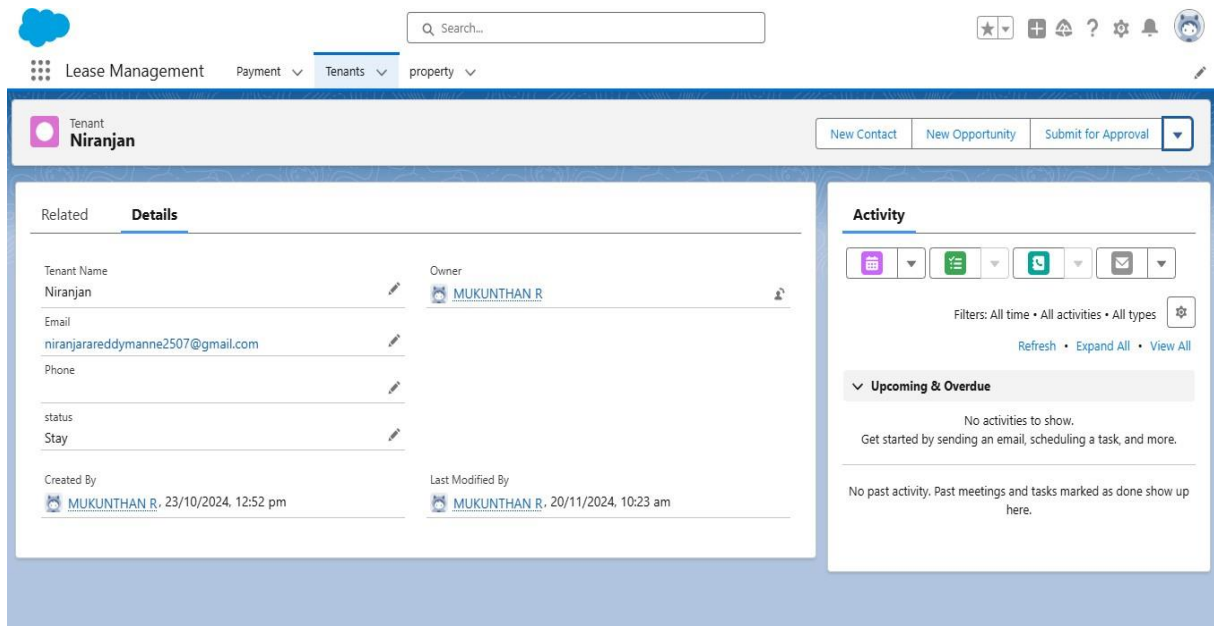 Search...
Lease Management Payment Tenants property
Tenant
Niranjan
New Contact New Opportunity Submit for Approval
Related Details
Tenant Name
Niranjan
Owner
MUKUNTHAN R
Email
niranjarareddymanne2507@gmail.com
Phone
status
Stay
Created By
MUKUNTHAN R, 23/10/2024, 12:52 pm
Last Modified By
MUKUNTHAN R, 20/11/2024, 10:23 am
Activity
Filters: All time • All activities • All types
Refresh • Expand All • View All
Upcoming & Overdue
No activities to show.
Get started by sending an email, scheduling a task, and more.
No past activity. Past meetings and tasks marked as done show up
here.